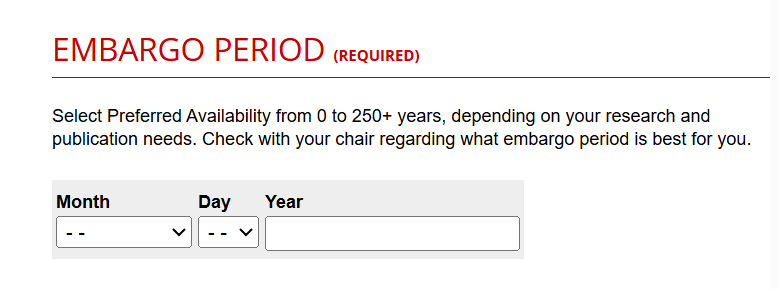 EMBARGO PERIOD (REQUIRED)
Select Preferred Availability from 0 to 250+ years, depending on your research and
publication needs. Check with your chair regarding what embargo period is best for you.
Month Day Year
- - - -